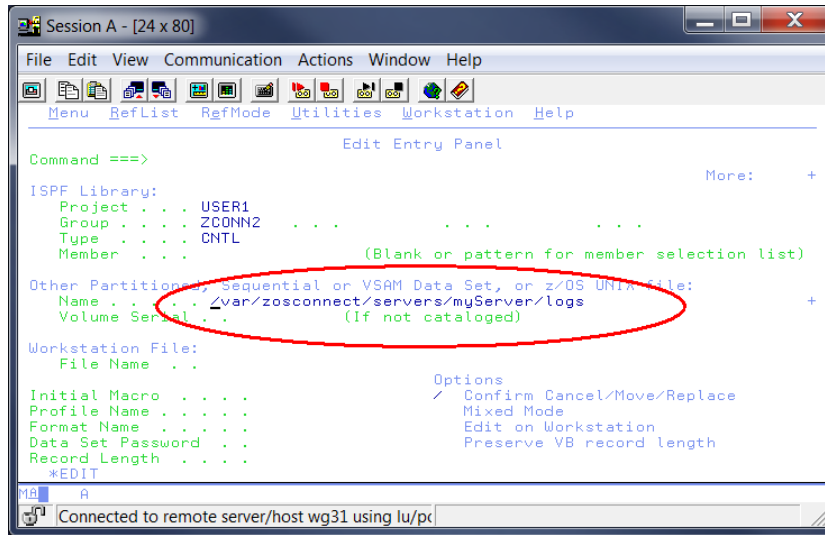 Session A - [24 x 80]
File Edit View Communication Actions Window Help
Menu RefList RefMode Utilities Workstation Help
Edit Entry Panel
Command ===>
More: +
ISPF Library:
Project . . . USER1
Group . . . . ZCONN2 . . . . . . . . .
Type . . . . CNTL
Member . . . (Blank or pattern for member selection list)
Other Partitioned, Sequential or VSAM Data Set, or z/OS UNIX file:
Name . . . . . /var/zosconnect/servers/myServer/logs +
Volume Serial . . (If not cataloged)
Workstation File:
File Name . .
Options
Initial Macro . . . . / Confirm Cancel/Move/Replace
Profile Name . . . . . Mixed Mode
Format Name . . . . . Edit on Workstation
Data Set Password . . Preserve VB record length
Record Length . . . .
*EDIT
MA A
Connected to remote server/host wg31 using lu/po